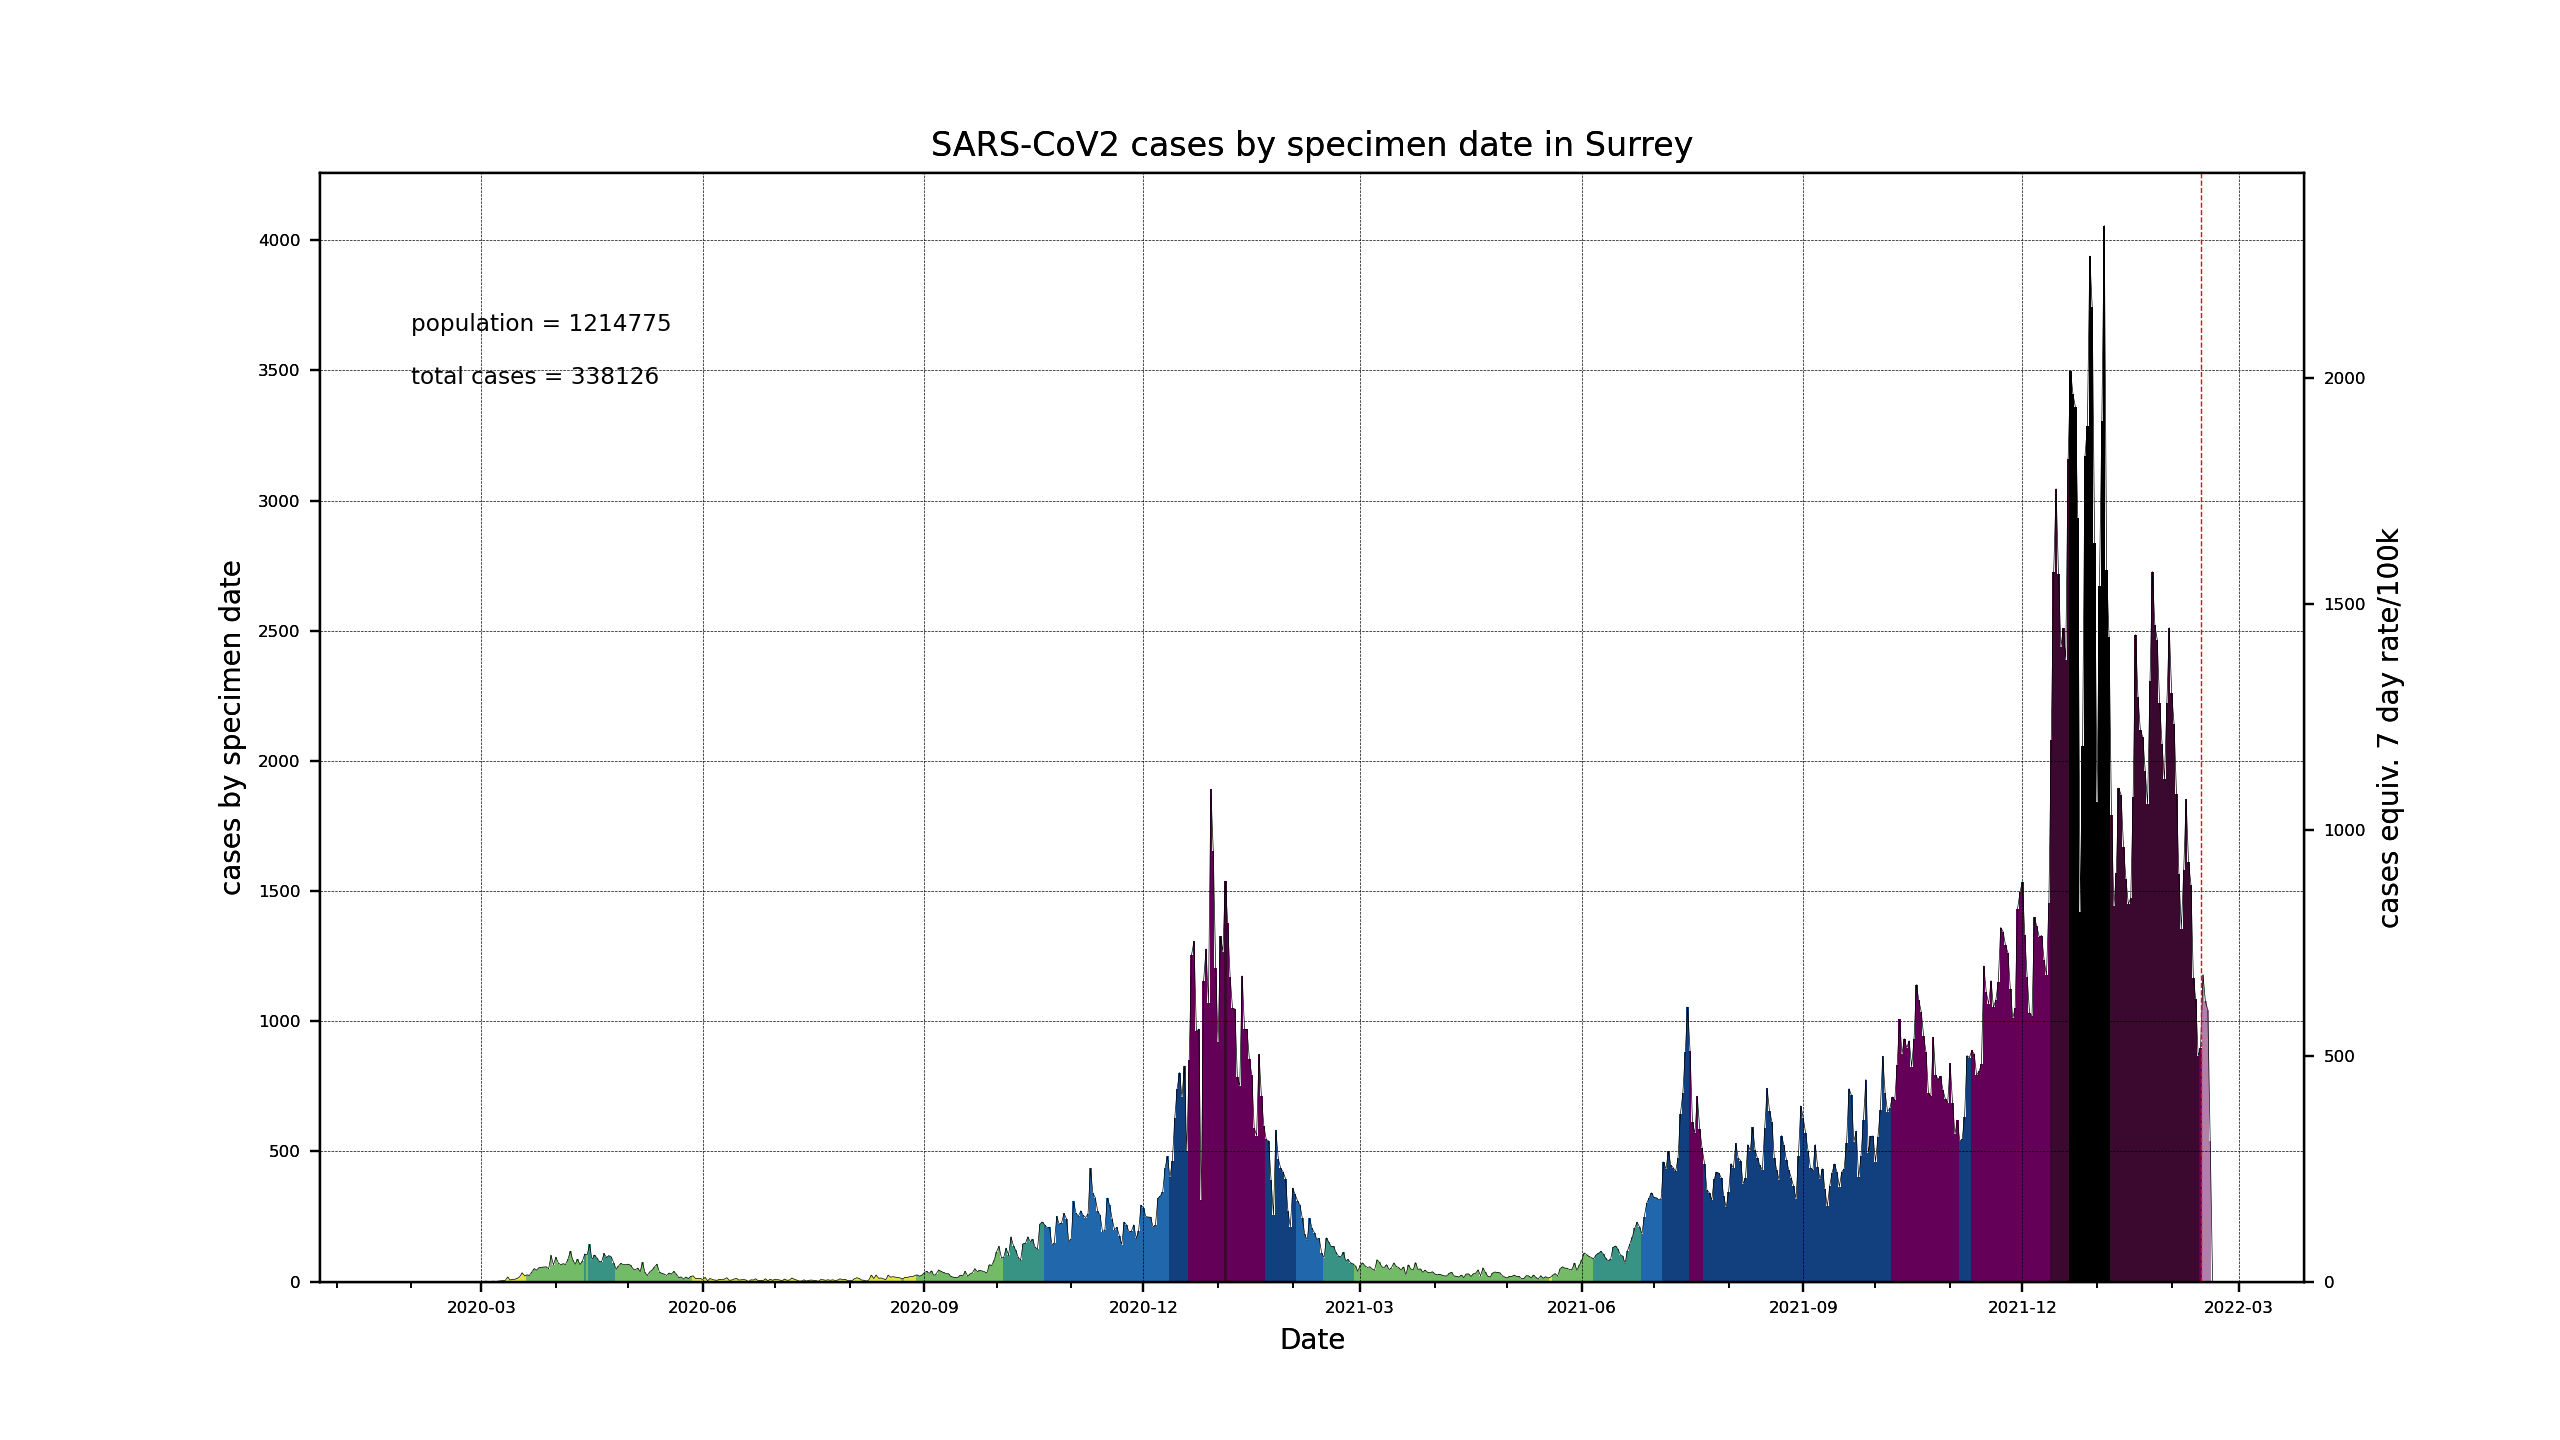 SARS-CoV2 cases by specimen date in Surrey
population = 1214775
total cases = 338126
cases by specimen date
4000
3500
3000
2500
2000
1500
1000
500
0
2000
1500
1000
500
0
cases equiv. 7 day rate/100k
2020-03 2020-06 2020-09 2020-12 2021-03 2021-06 2021-09 2021-12 2022-03
Date